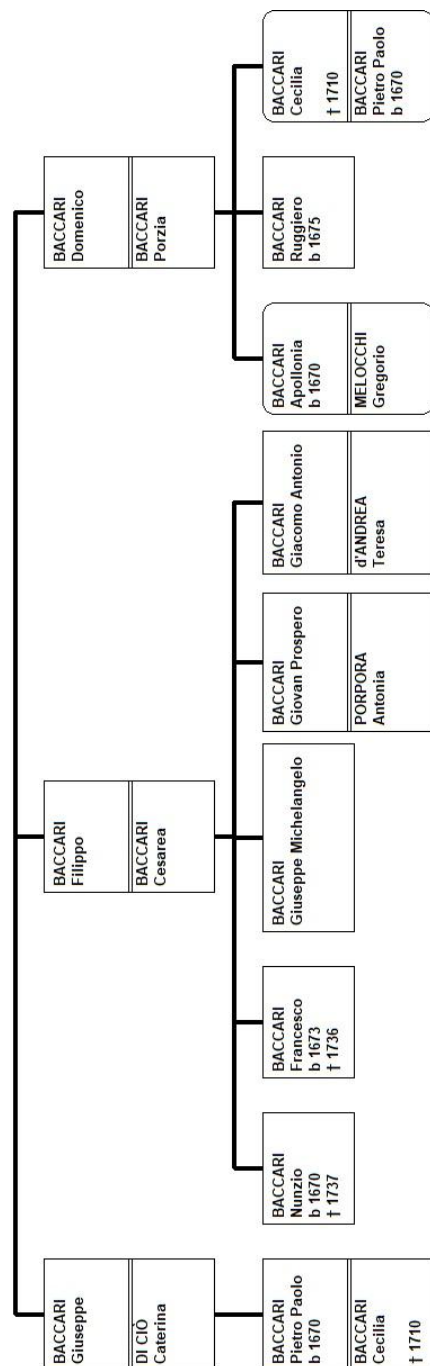 BACCARI
Giuseppe
DI CIÒ
Caterina
BACCARI
Filippo
BACCARI
Cesarea
BACCARI
Domenico
BACCARI
Porzia
BACCARI
Pietro Paolo
b 1670
BACCARI
Cecilia
† 1710
BACCARI
Nunzio
b 1670
† 1737
BACCARI
Francesco
b 1673
† 1736
BACCARI
Giuseppe Michelangelo
BACCARI
Giovan Prospero
PORPORA
Antonia
BACCARI
Giacomo Antonio
d'ANDREA
Teresa
BACCARI
Apollonia
b 1670
MELOCCHI
Gregorio
BACCARI
Ruggiero
b 1675
BACCARI
Cecilia
† 1710
BACCARI
Pietro Paolo
b 1670